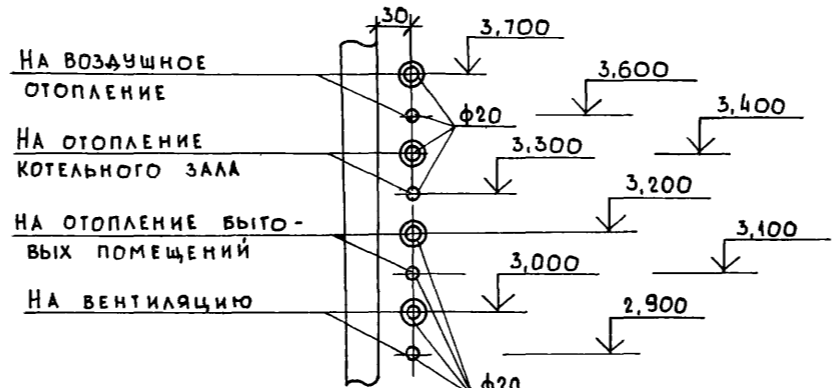 30
3,700
На воздушное
отопление
3,600
ф20
3,400
На отопление
котельного зала
3,300
3,200
На отопление быто-
вых помещений
3,100
3,000
На вентиляцию
2,900
ф20